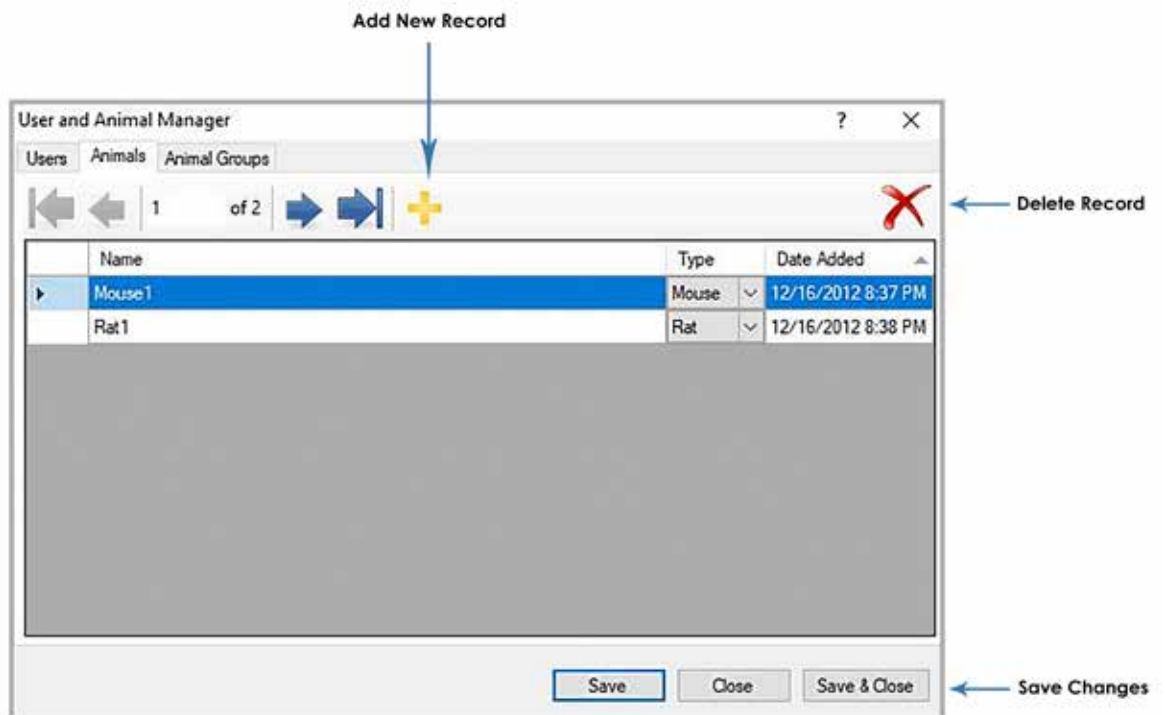 Add New Record
User and Animal Manager ?
Users Animals Animal Groups
1 of 2
Delete Record
Name Type Date Added
Mouse1 Mouse 12/16/2012 8:37 PM
Rat1 Rat 12/16/2012 8:38 PM
Save Close Save & Close
Save Changes